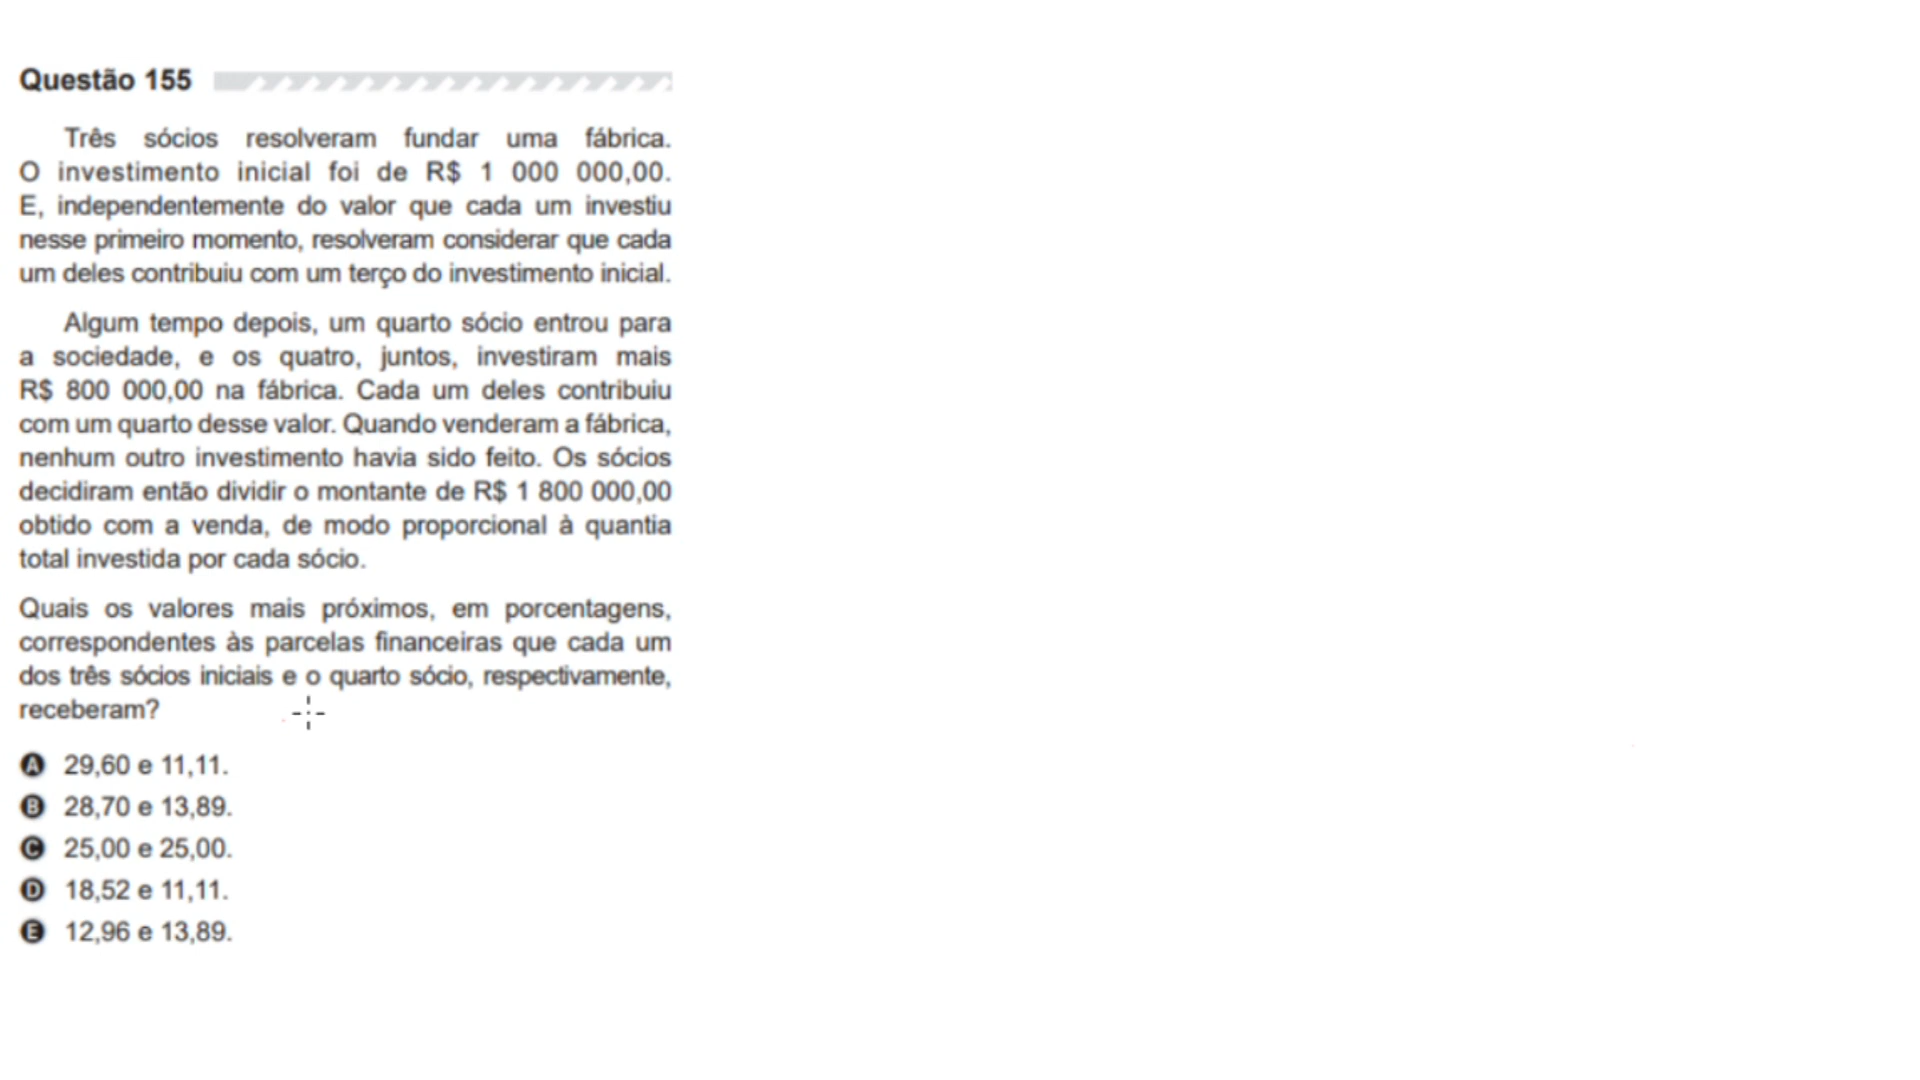 Questão 155
Três sócios resolveram fundar uma fábrica.
O investimento inicial foi de R$ 1 000 000,00.
E, independentemente do valor que cada um investiu
nesse primeiro momento, resolveram considerar que cada
um deles contribuiu com um terço do investimento inicial.
Algum tempo depois, um quarto sócio entrou para
a sociedade, e os quatro, juntos, investiram mais
R$ 800 000,00 na fábrica. Cada um deles contribuiu
com um quarto desse valor. Quando venderam a fábrica,
nenhum outro investimento havia sido feito. Os sócios
decidiram então dividir o montante de R$ 1 800 000,00
obtido com a venda, de modo proporcional à quantia
total investida por cada sócio.
Quais os valores mais próximos, em porcentagens,
correspondentes às parcelas financeiras que cada um
dos três sócios iniciais e o quarto sócio, respectivamente,
receberam?
A 29,60 e 11,11.
B 28,70 e 13,89.
C 25,00 e 25,00.
D 18,52 e 11,11.
E 12,96 e 13,89.